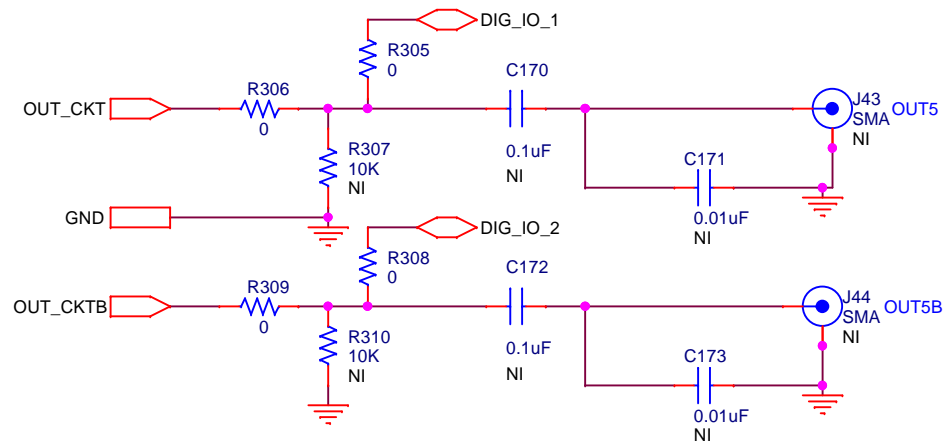 DIG_IO_1
R305
0
C170
R306
J43
OUT5
OUT_CKT
SMA
0
NI
R307
0.1uF
C171
10K
NI
NI
GND
0.01uF
DIG_IO_2
NI
R308
0
C172
R309
J44
OUT5B
OUT_CKTB
SMA
0
NI
R310
0.1uF
C173
10K
NI
NI
0.01uF
NI